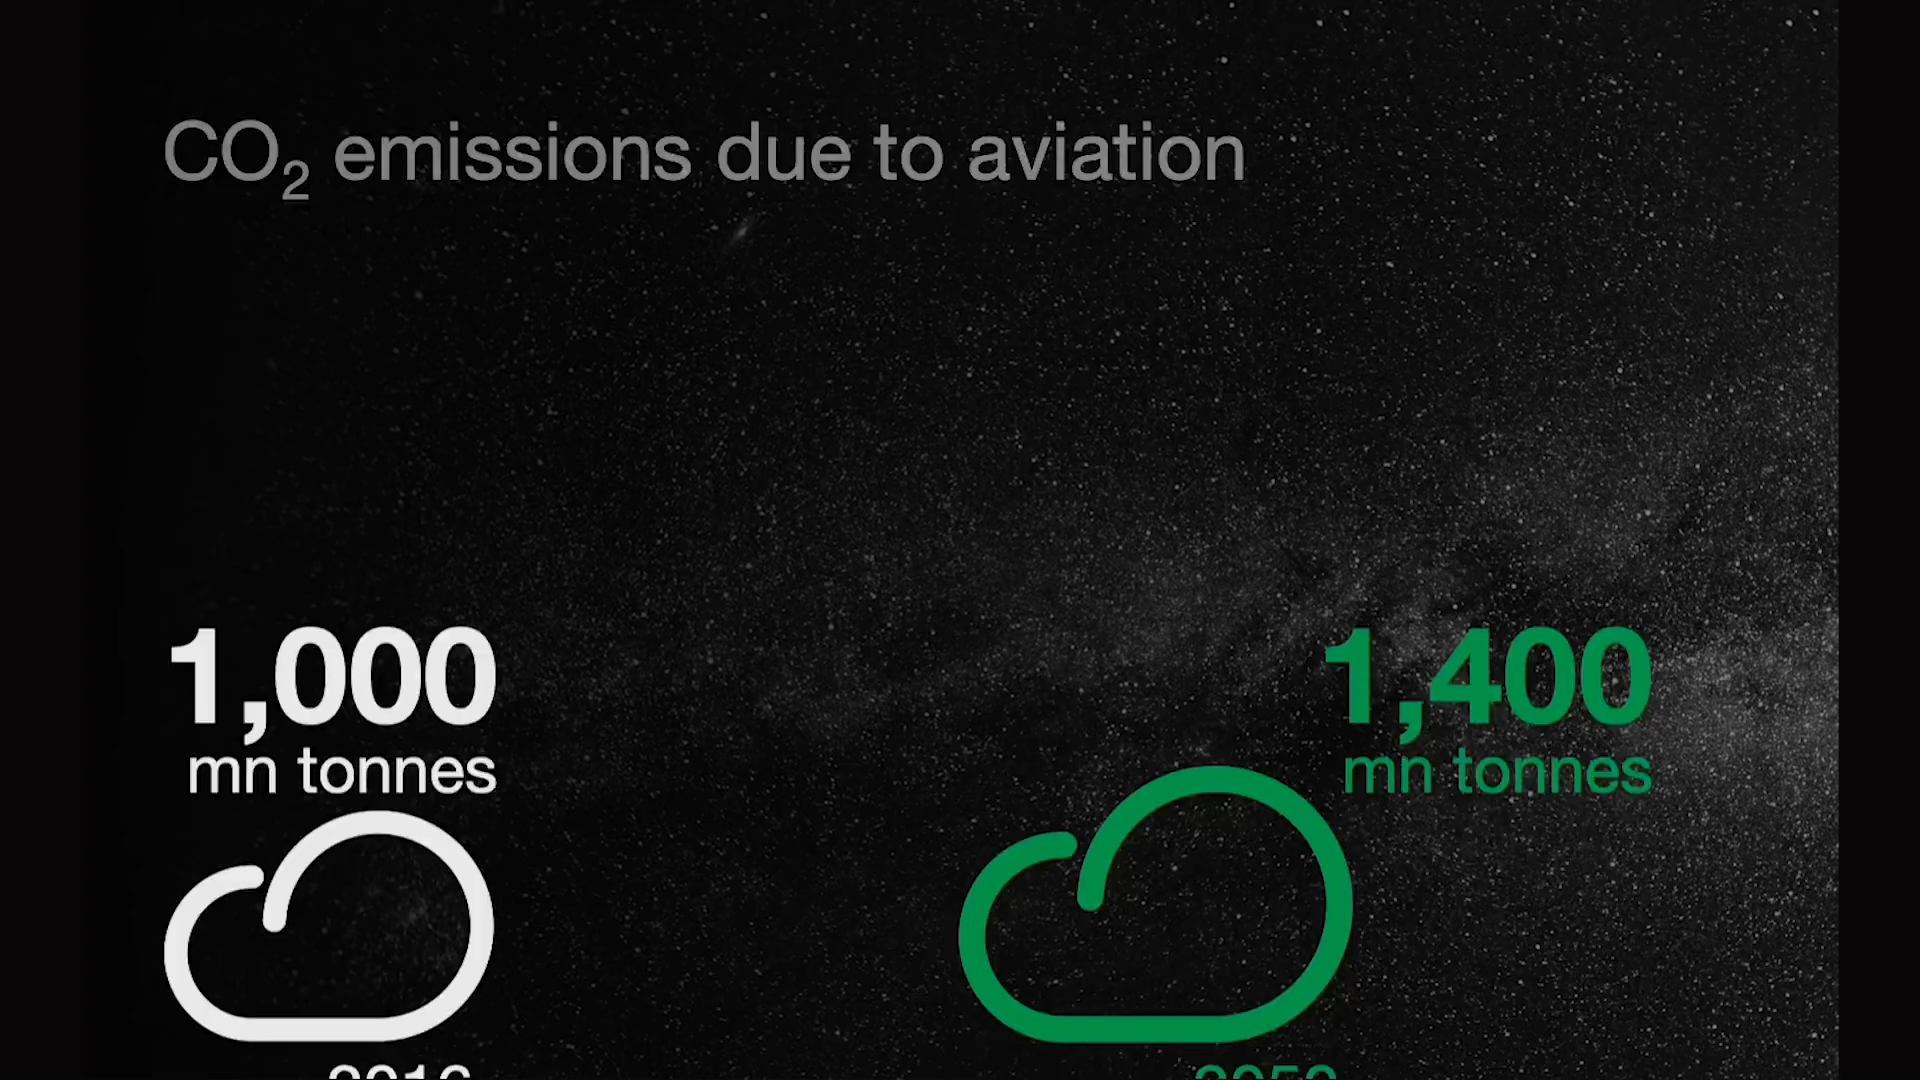 CO₂ emissions due to aviation
1,000
mn tonnes
1,400
mn tonnes